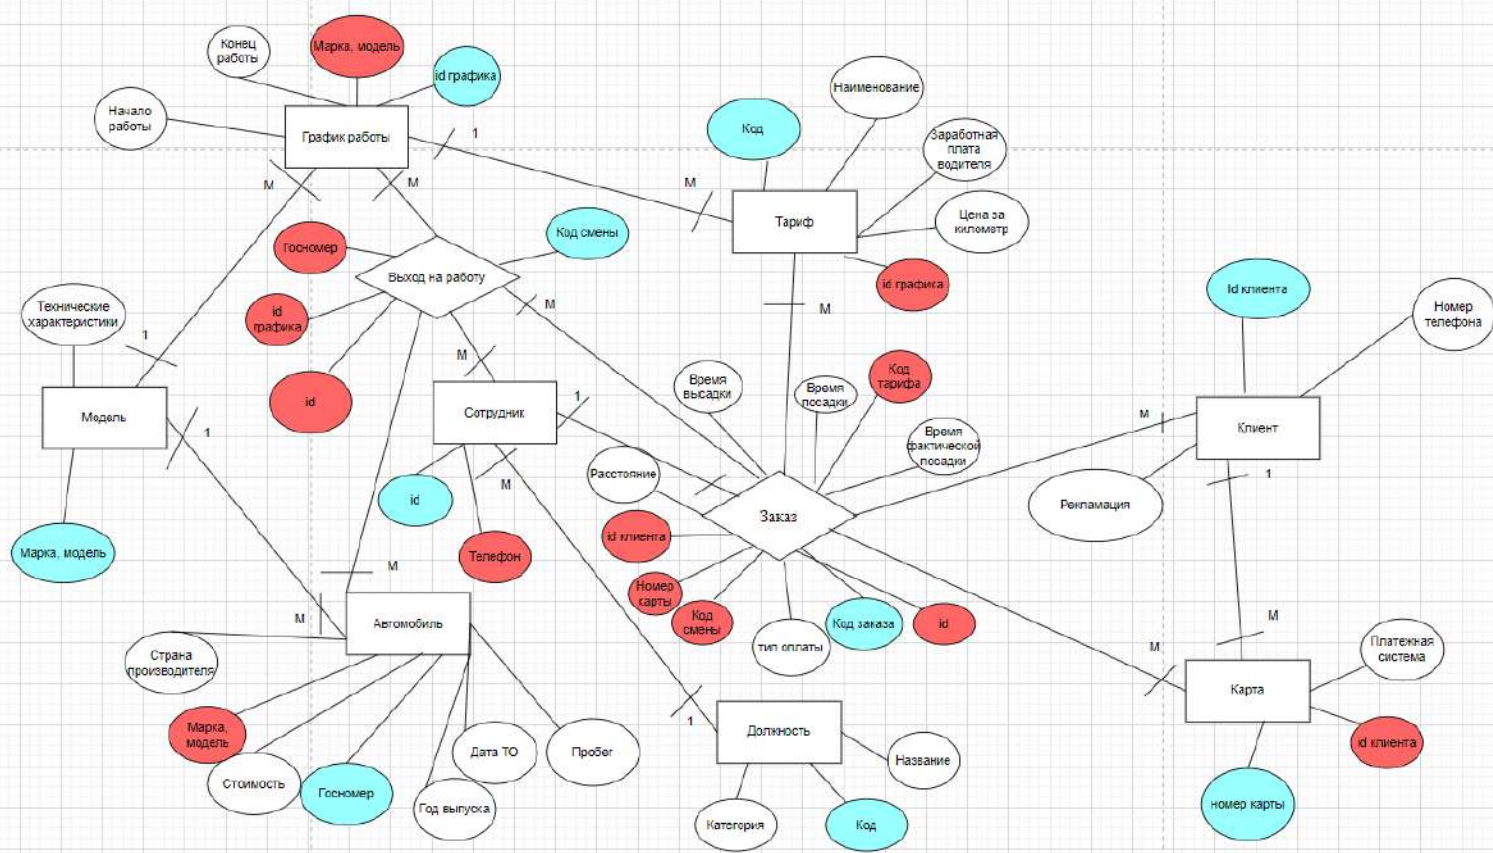 Конец
работы
Марка, модель
id графика
Начало
работы
График работы
1
М
М
Наименование
Код
Заработная
плата
водителя
М
Тариф
Цена за
километр
id графика
М
Госномер
Код смены
Выход на работу
id
графика
id
М
М
Технические
характеристики
1
Модель
1
Марка, модель
Сотрудник
1
id
М
Телефон
Время
высадки
Время
посадки
Код
тарифа
Время
фактической
посадки
Расстояние
Заказ
id клиента
Номер
карты
Код
смены
тип оплаты
Код заказа
id
Id клиента
Номер
телефона
М
Клиент
1
Рекламация
М
М
Карта
Платежная
система
id клиента
номер карты
М
М
Автомобиль
Страна
производителя
Марка,
модель
Стоимость
Госномер
Год выпуска
Дата ТО
Пробег
1
Должность
Название
Категория
Код